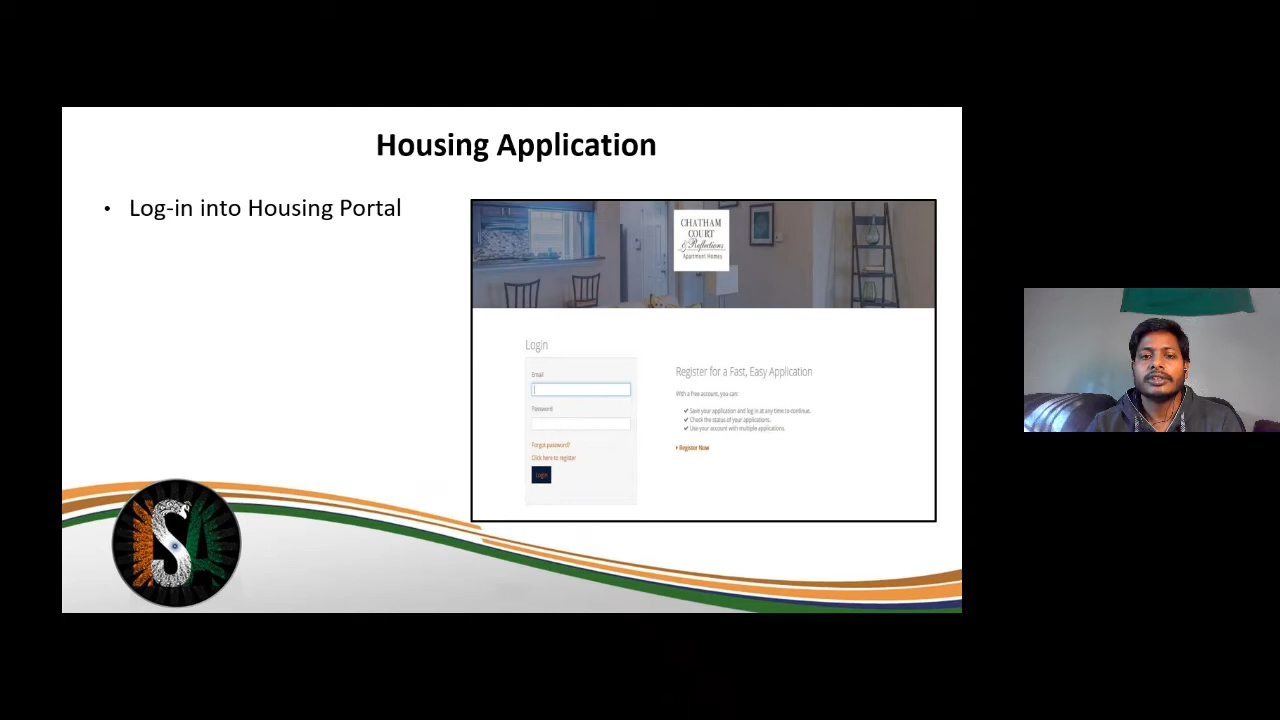 Housing Application
• Log-in into Housing Portal
CHATHAM
COURT
& Reflections
Apartment Homes
Login
Email
Password
Forgot password?
Click here to register
Login
Register for a Fast, Easy Application
With a free account, you can:
✔ Save your application and log in at any time to continue.
✔ Check the status of your applications.
✔ Use your account with multiple applications.
Register Now
ISA